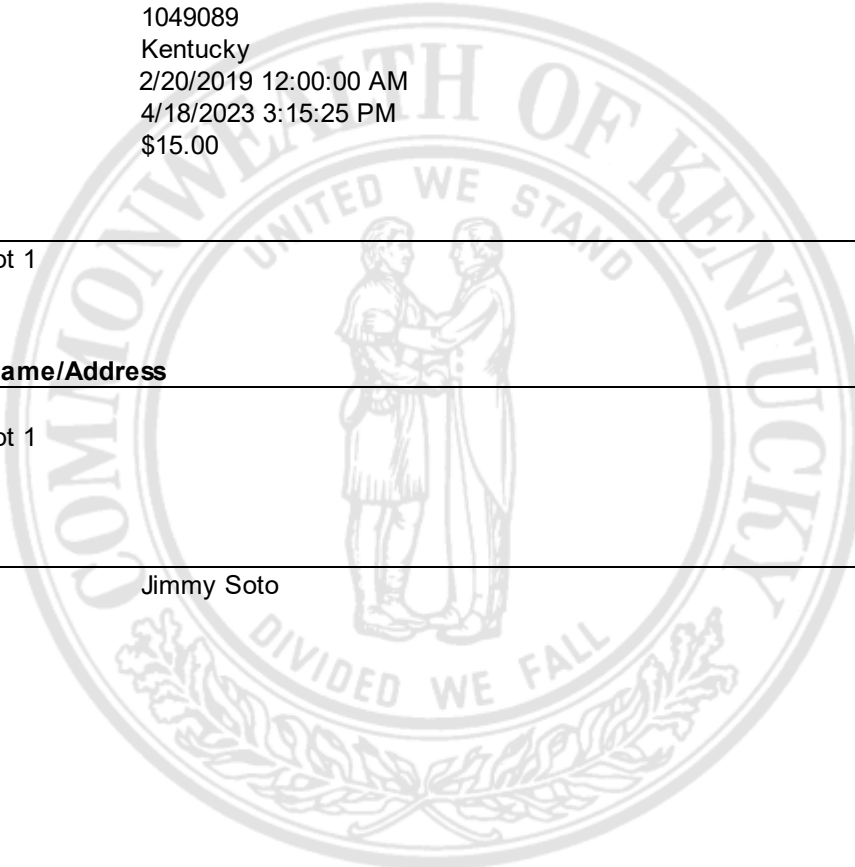 1049089
Kentucky
2/20/2019 12:00:00 AM
4/18/2023 3:15:25 PM
$15.00
COMMONWEALTH OF KENTUCKY
UNITED WE STAND
ot 1
ame/Address
ot 1
Jimmy Soto
DIVIDED WE FALL